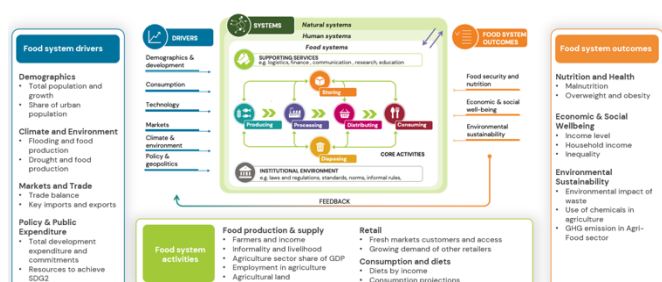 Food system drivers
Demographics
• Total population and
growth
• Share of urban
population
Climate and Environment
• Flooding and food
production
• Drought and food
production
Markets and Trade
• Trade balance
• Key imports and exports
Policy & Public
Expenditure
• Total development
expenditure and
commitments
• Resources to achieve
SDG2
DRIVERS
Demographics &
development
Consumption
Technology
Markets
Climate &
environment
Policy &
geopolitics
SYSTEMS
Natural systems
Human systems
Food systems
SUPPORTING SERVICES
e.g. logistics, finance, communication, research, education
Storing
Producing
Processing
Distributing
Consuming
Disposing
CORE ACTIVITIES
INSTITUTIONAL ENVIRONMENT
e.g. laws and regulations, standards, norms, informal rules,
FEEDBACK
FOOD SYSTEM
OUTCOMES
Food security and
nutrition
Economic & social
well-being
Environmental
sustainability
Food system outcomes
Nutrition and Health
• Malnutrition
• Overweight and obesity
Economic & Social
Wellbeing
• Income level
• Household income
• Inequality
Environmental
Sustainability
• Environmental impact of
waste
• Use of chemicals in
agriculture
• GHG emission in Agri-
Food sector
Food system
activities
Food production & supply
• Farmers and income
• Informality and livelihood
• Agriculture sector share of GDP
• Employment in agriculture
• Agricultural land
Retail
• Fresh markets customers and access
• Growing demand of other retailers
Consumption and diets
• Diets by income
• Consumption projections